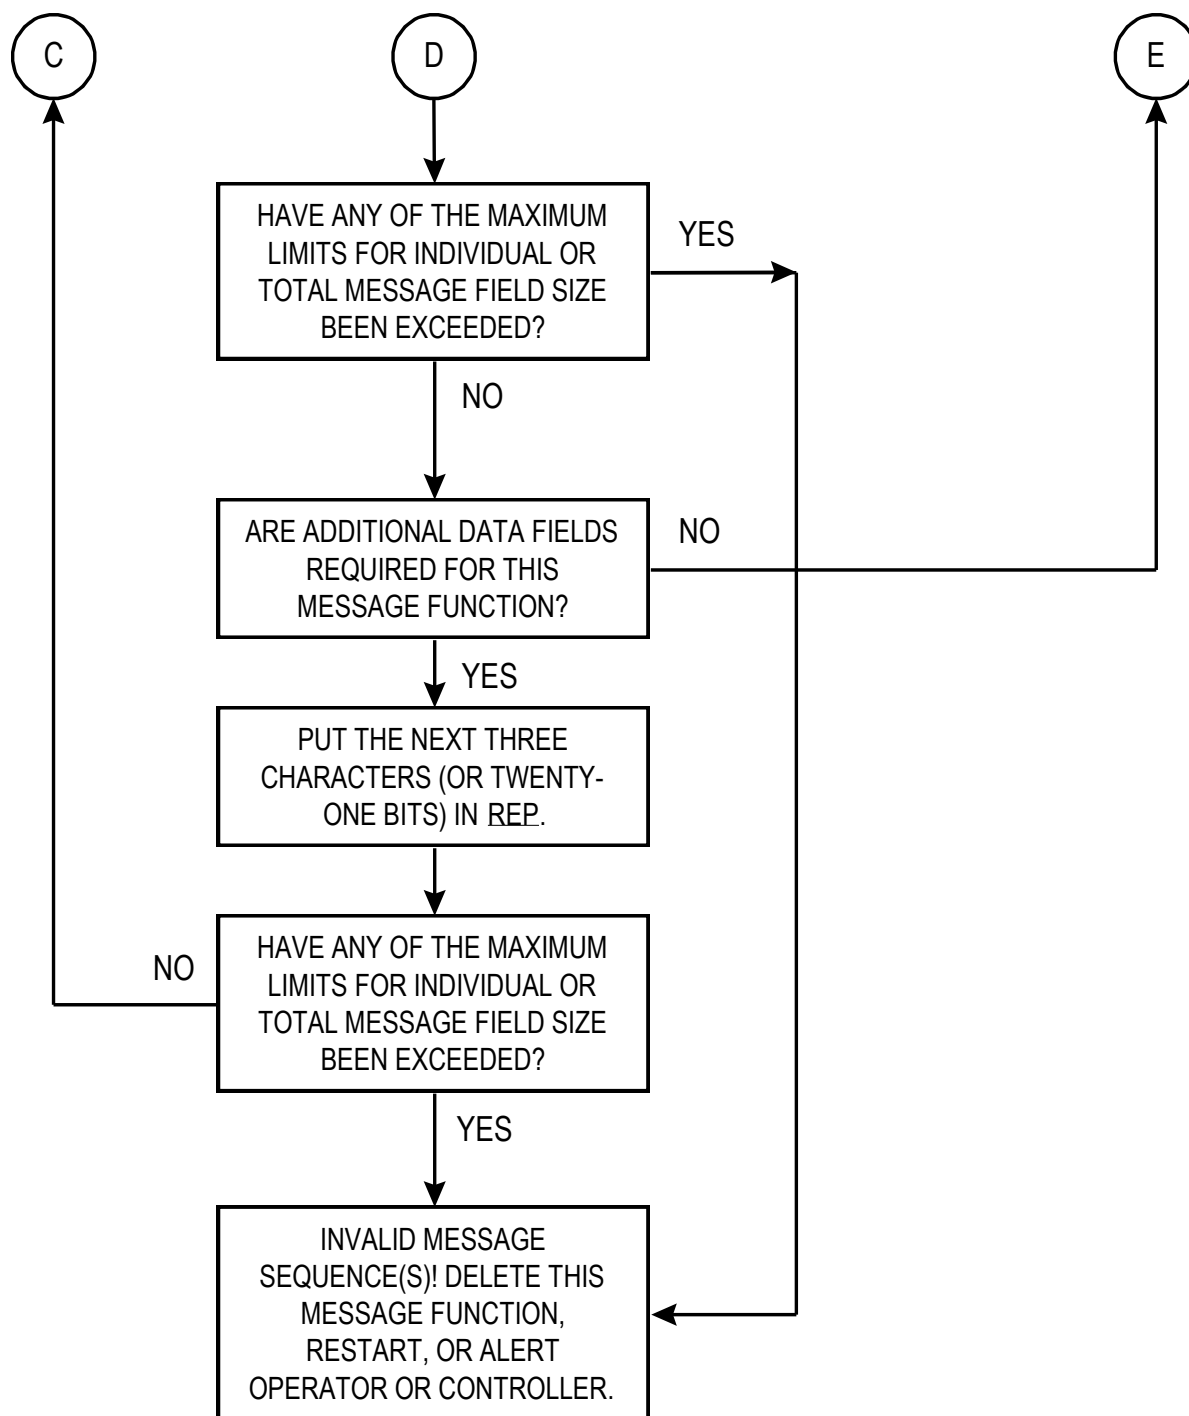 C
D
E
HAVE ANY OF THE MAXIMUM
LIMITS FOR INDIVIDUAL OR
TOTAL MESSAGE FIELD SIZE
BEEN EXCEEDED?
YES
NO
ARE ADDITIONAL DATA FIELDS
REQUIRED FOR THIS
MESSAGE FUNCTION?
NO
YES
PUT THE NEXT THREE
CHARACTERS (OR TWENTY-
ONE BITS) IN REP.
HAVE ANY OF THE MAXIMUM
LIMITS FOR INDIVIDUAL OR
TOTAL MESSAGE FIELD SIZE
BEEN EXCEEDED?
NO
YES
INVALID MESSAGE
SEQUENCE(S)! DELETE THIS
MESSAGE FUNCTION,
RESTART, OR ALERT
OPERATOR OR CONTROLLER.